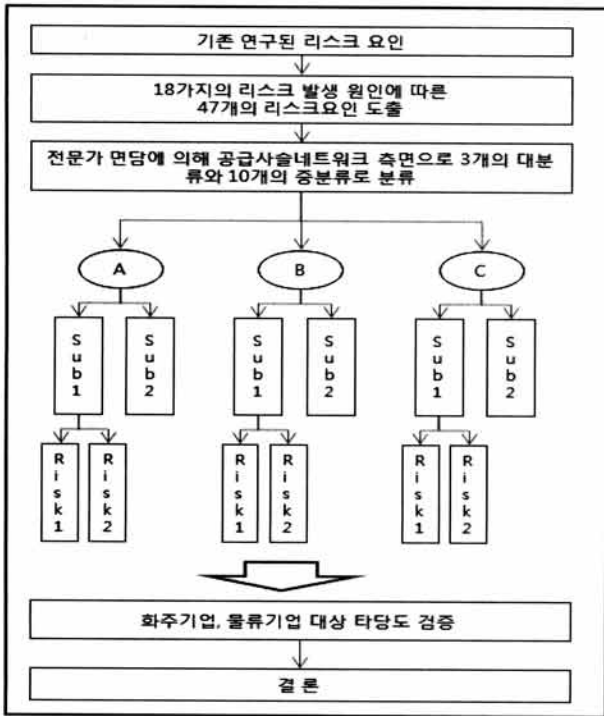 기존 연구된 리스크 요인
18가지의 리스크 발생 원인에 따른
47개의 리스크요인 도출
전문가 면담에 의해 공급사슬네트워크 측면으로 3개의 대분
류와 10개의 중분류로 분류
A
B
C
Sub1
Sub2
Sub1
Sub2
Sub1
Sub2
Risk1
Risk2
Risk1
Risk2
Risk1
Risk2
화주기업, 물류기업 대상 타당도 검증
결 론